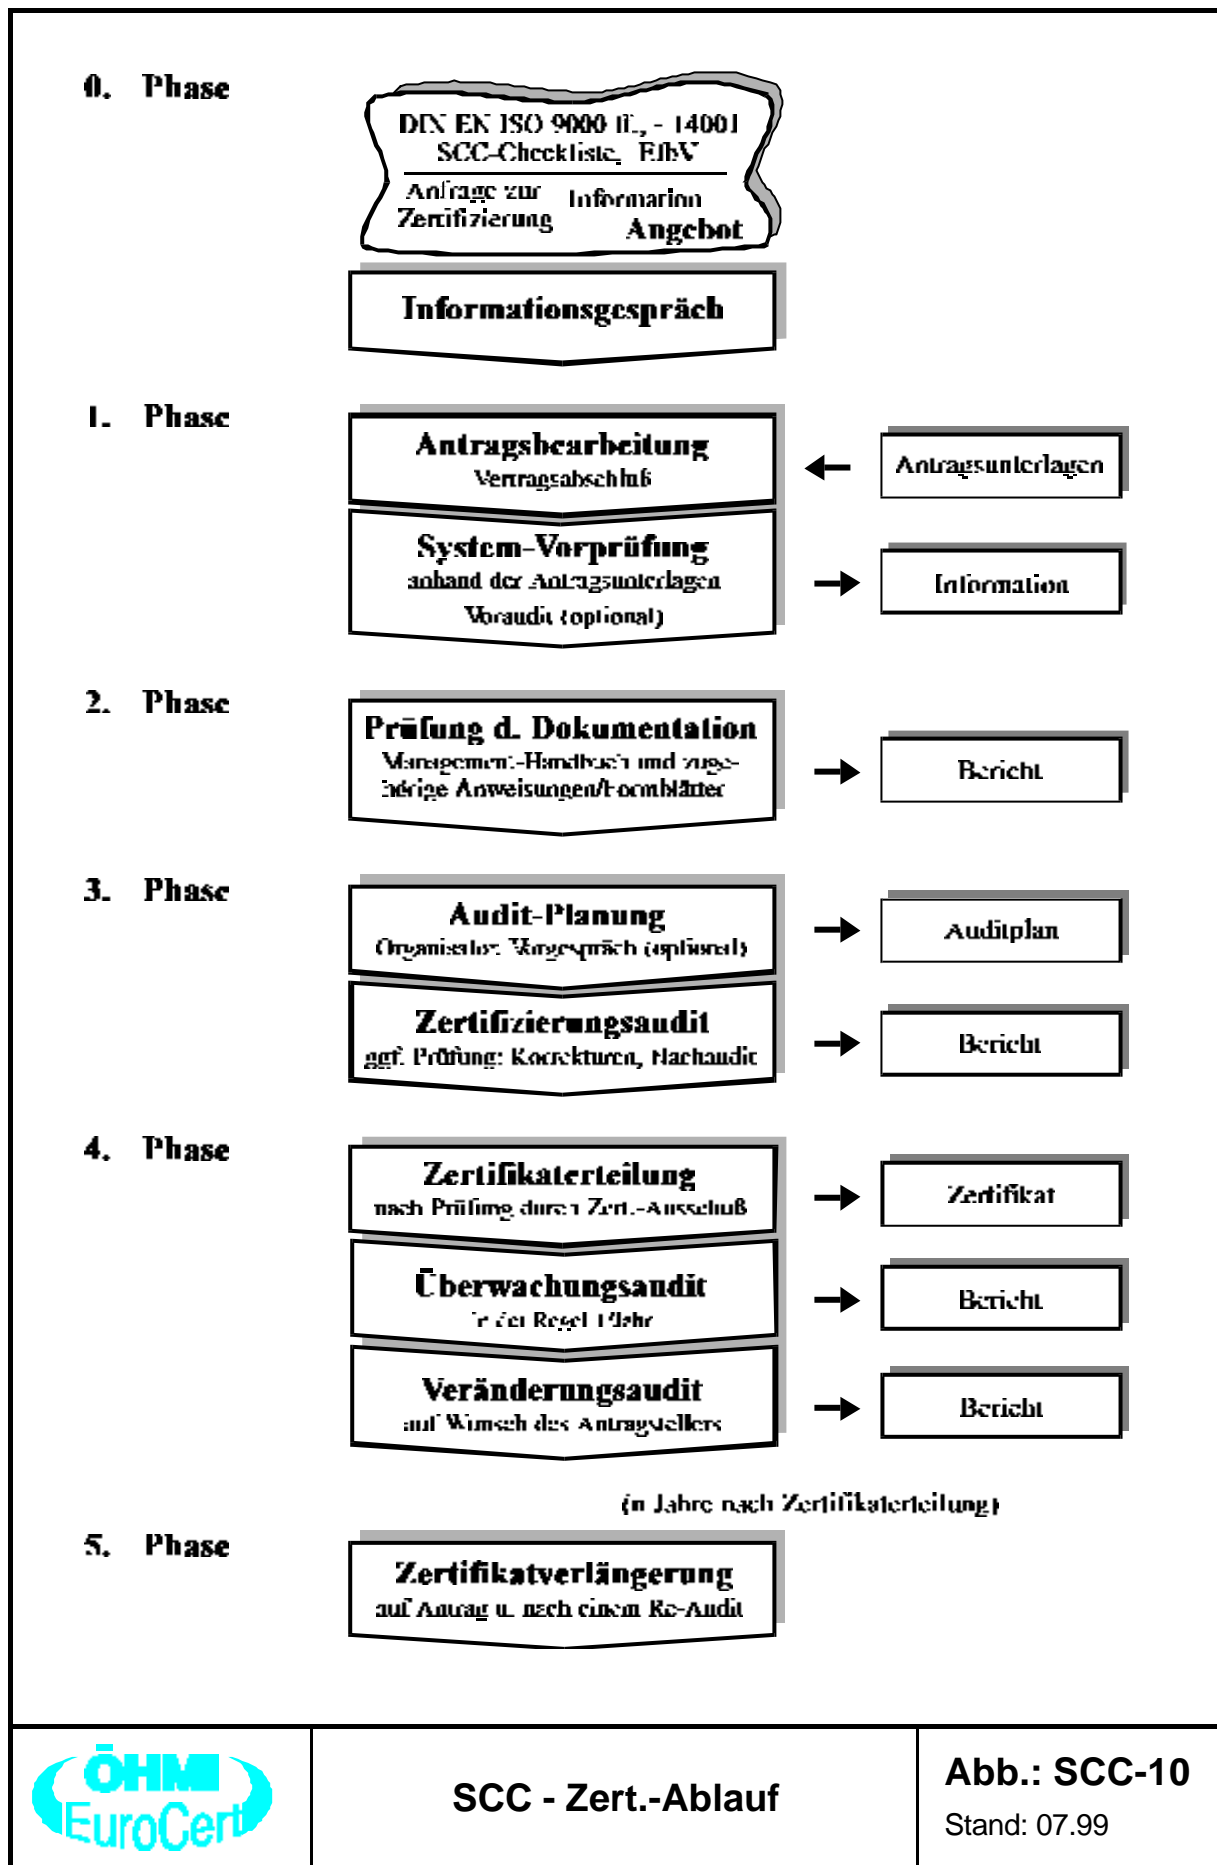 0. Phase
DIN EN ISO 9000 ff., - 14001
SCC-Checkliste, EfbV
Anfrage zur
Zertifizierung
Information
Angebot
Informationsgespräch
1. Phase
Antragsbearbeitung
Vertragsabschluß
Antragsunterlagen
System-Vorprüfung
anhand der Antragsunterlagen
Voraudit (optional)
Information
2. Phase
Prüfung d. Dokumentation
Management-Handbuch und zuge-
hörige Anweisungen/Formblätter
Bericht
3. Phase
Audit-Planung
Organisator. Vorgespräch (optional)
Auditplan
Zertifizierungsaudit
ggf. Prüfung: Korrekturen, Nachaudit
Bericht
4. Phase
Zertifikaterteilung
nach Prüfung durch Zert.-Ausschuß
Zertifikat
Überwachungsaudit
in der Regel 1/Jahr
Bericht
Veränderungsaudit
auf Wunsch des Antragstellers
Bericht
(n Jahre nach Zertifikaterteilung)
5. Phase
Zertifikatverlängerung
auf Antrag u. nach einem Re-Audit
ÖHMI
EuroCert
SCC - Zert.-Ablauf
Abb.: SCC-10
Stand: 07.99